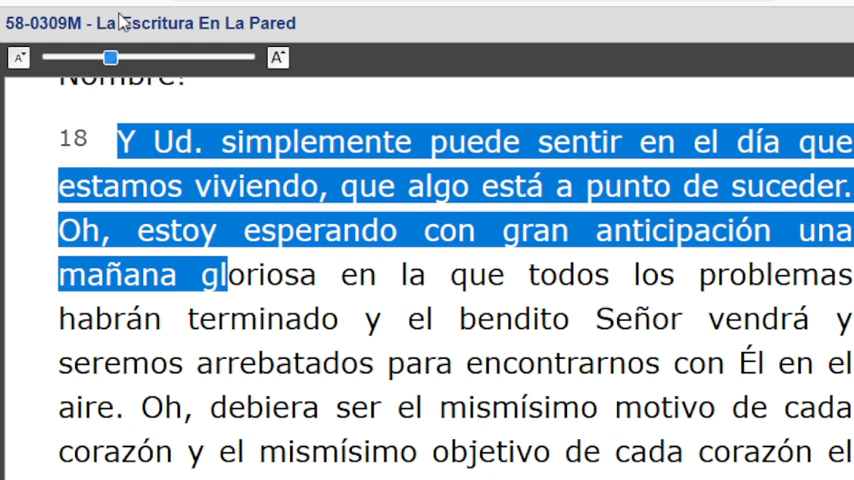 58-0309M - La Escritura En La Pared
A A
Nombre!
18 Y Ud. simplemente puede sentir en el día que
estamos viviendo, que algo está a punto de suceder.
Oh, estoy esperando con gran anticipación una
mañana gloriosa en la que todos los problemas
habrán terminado y el bendito Señor vendrá y
seremos arrebatados para encontrarnos con Él en el
aire. Oh, debiera ser el mismísimo motivo de cada
corazón y el mismísimo objetivo de cada corazón el